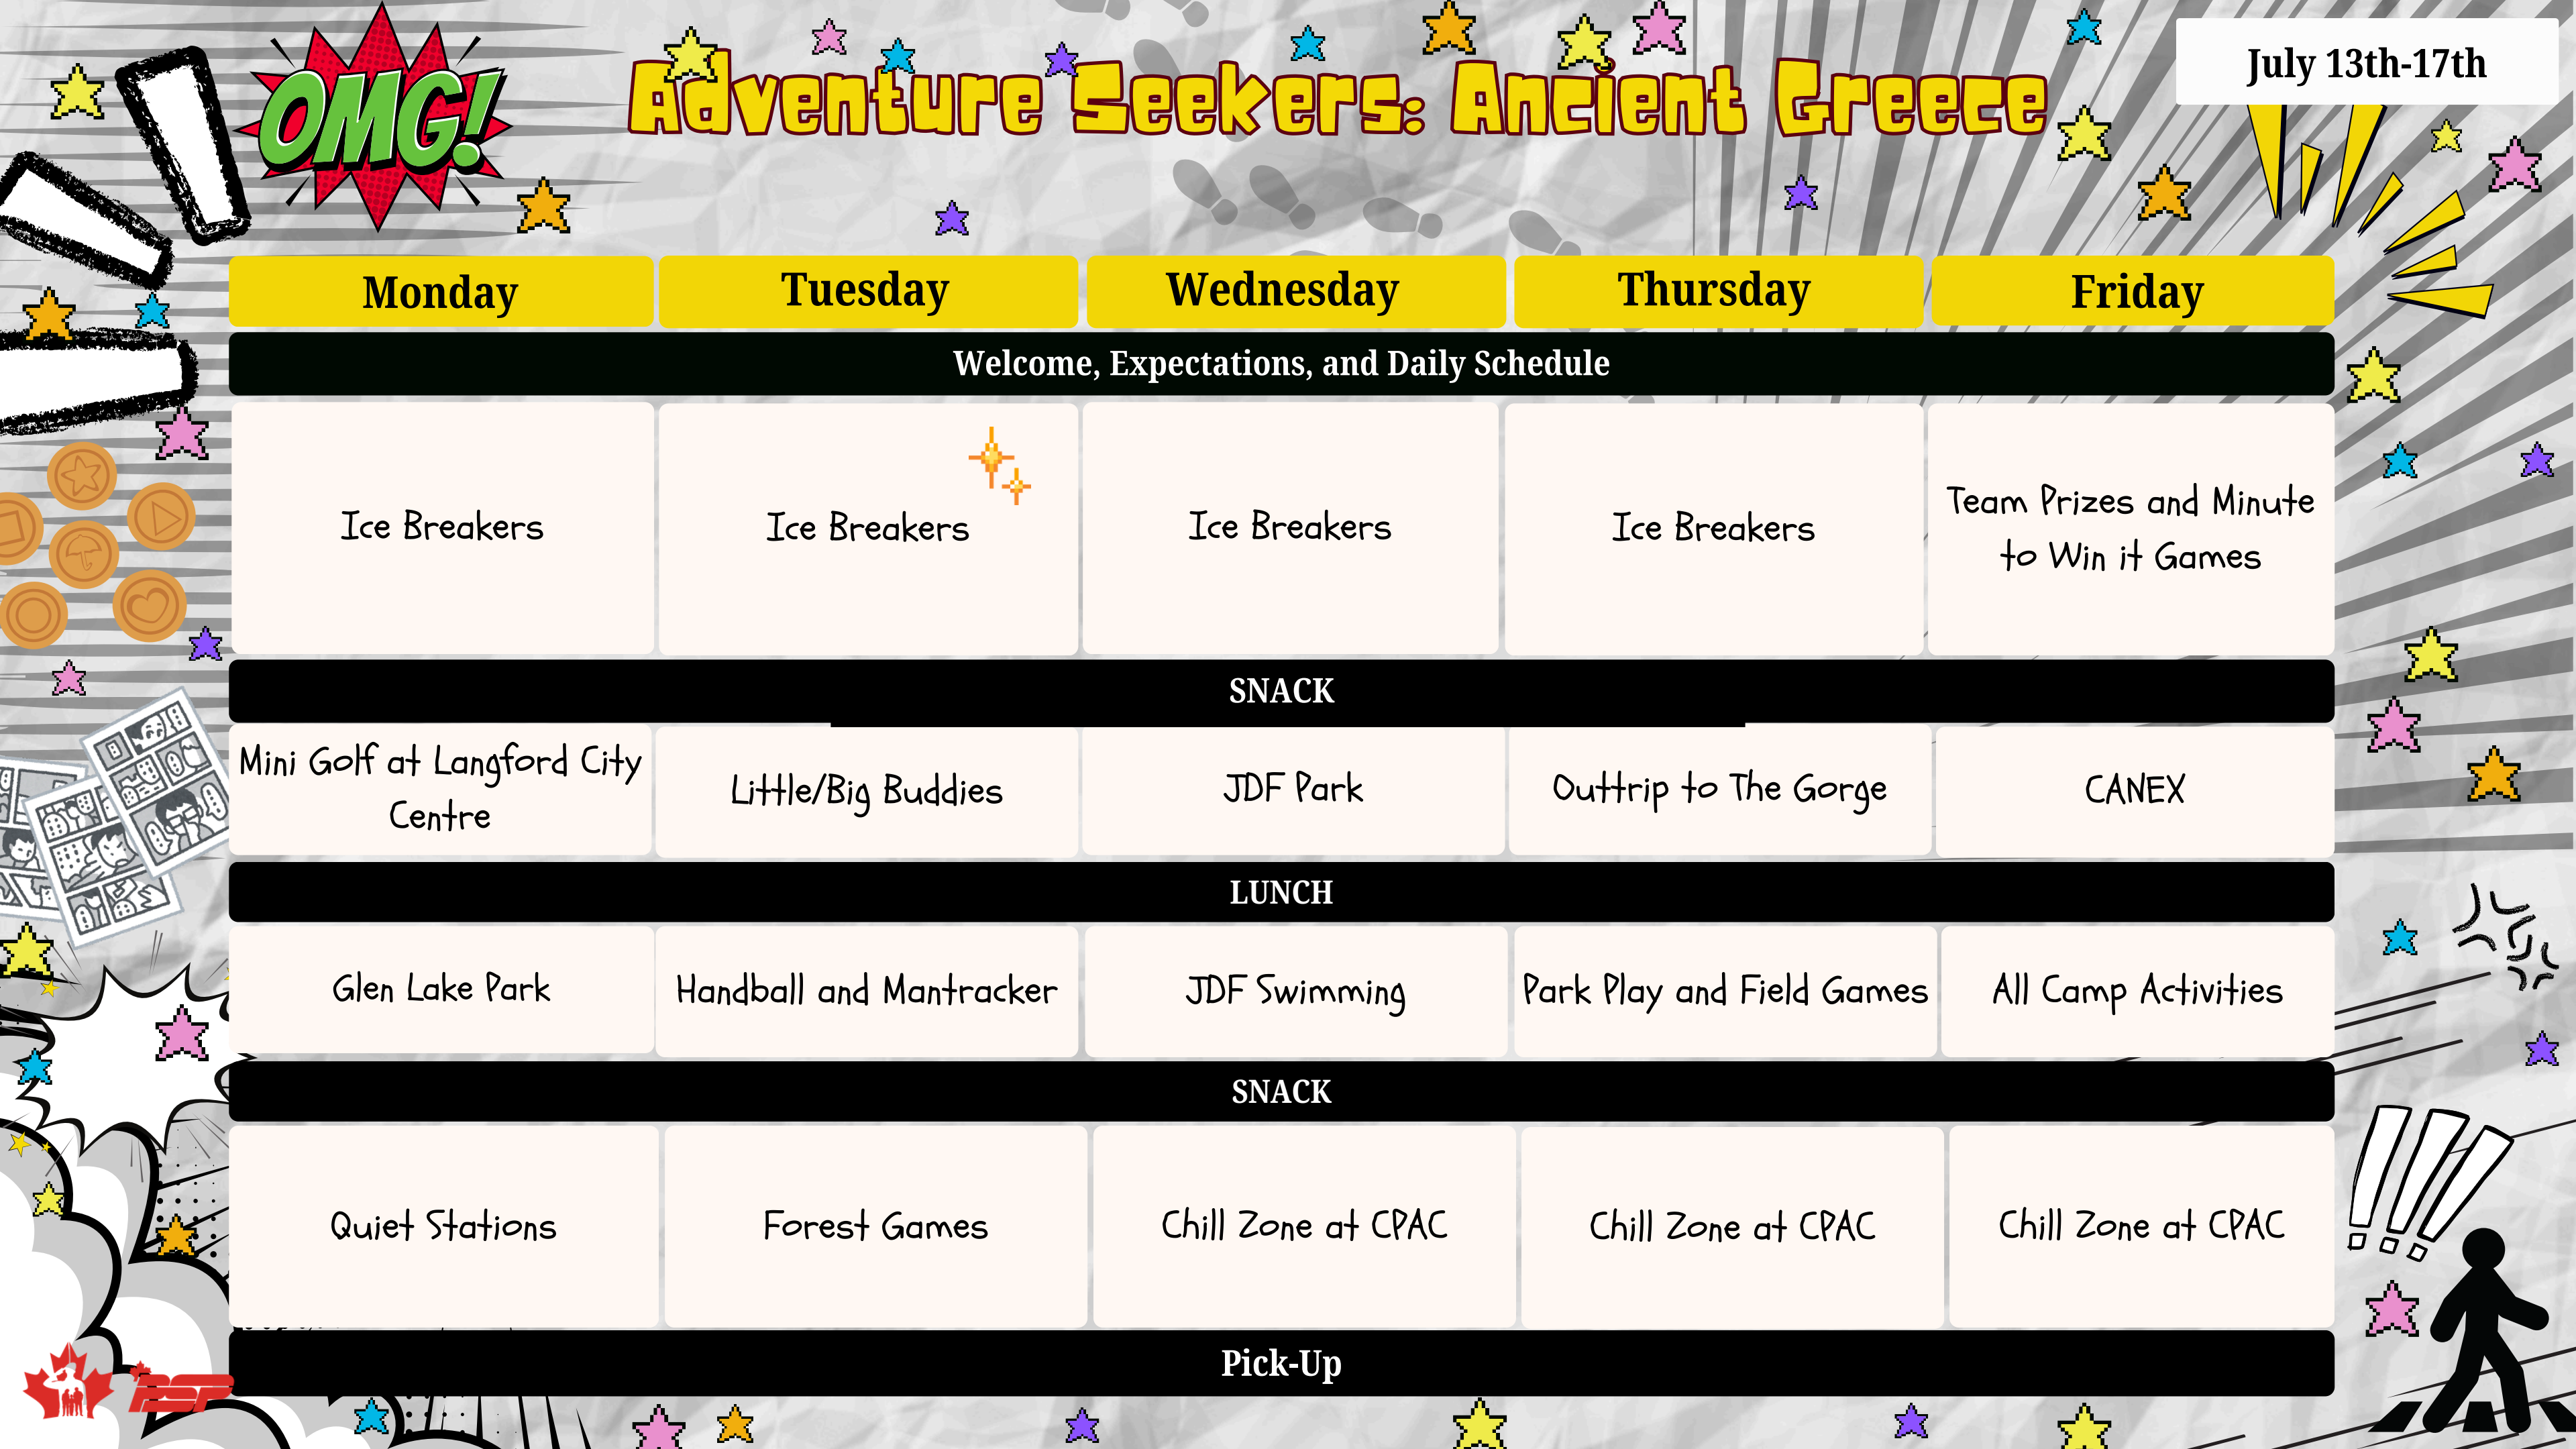 OMG!
Adventure Seekers: Ancient Greece
July 13th-17th
Monday
Tuesday
Wednesday
Thursday
Friday
Welcome, Expectations, and Daily Schedule
Ice Breakers
Ice Breakers
Ice Breakers
Ice Breakers
Team Prizes and Minute
to Win it Games
SNACK
Mini Golf at Langford City
Centre
Little/Big Buddies
JDF Park
Outtrip to The Gorge
CANEX
LUNCH
Glen Lake Park
Handball and Mantracker
JDF Swimming
Park Play and Field Games
All Camp Activities
SNACK
Quiet Stations
Forest Games
Chill Zone at CPAC
Chill Zone at CPAC
Chill Zone at CPAC
Pick-Up
PSP